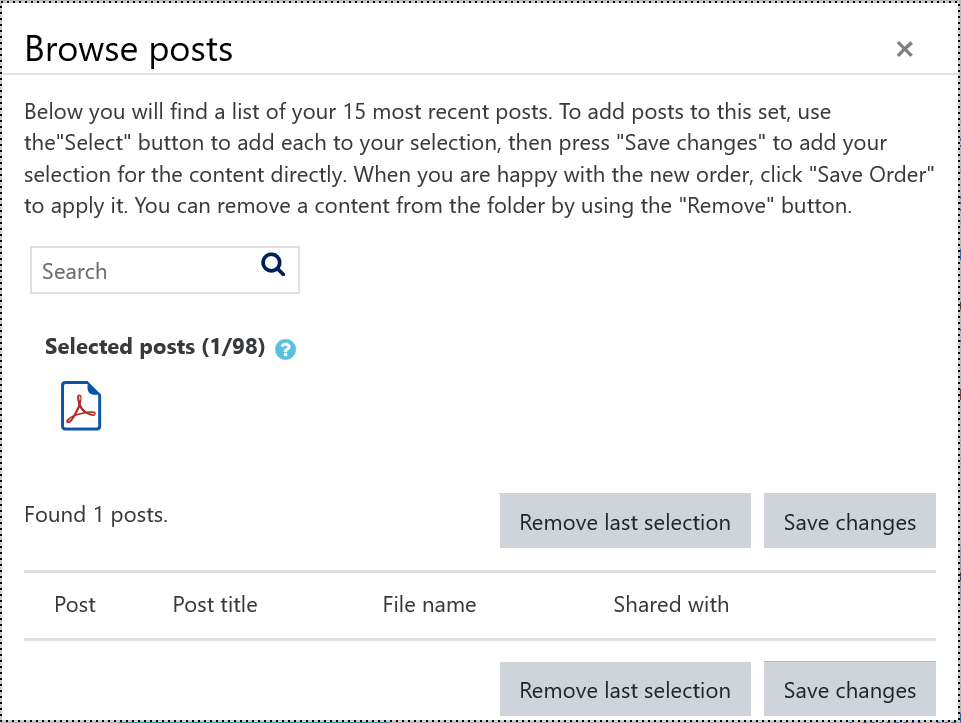 Browse posts
×
Below you will find a list of your 15 most recent posts. To add posts to this set, use
the"Select" button to add each to your selection, then press "Save changes" to add your
selection for the content directly. When you are happy with the new order, click "Save Order"
to apply it. You can remove a content from the folder by using the "Remove" button.
Search
Selected posts (1/98) ?
Found 1 posts.
Remove last selection
Save changes
Post
Post title
File name
Shared with
Remove last selection
Save changes